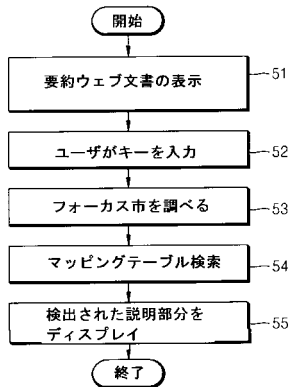 開始
要約ウェブ文書の表示
51
ユーザがキーを入力
52
フォーカス市を調べる
53
マッピングテーブル検索
54
検出された説明部分を
ディスプレイ
55
終了